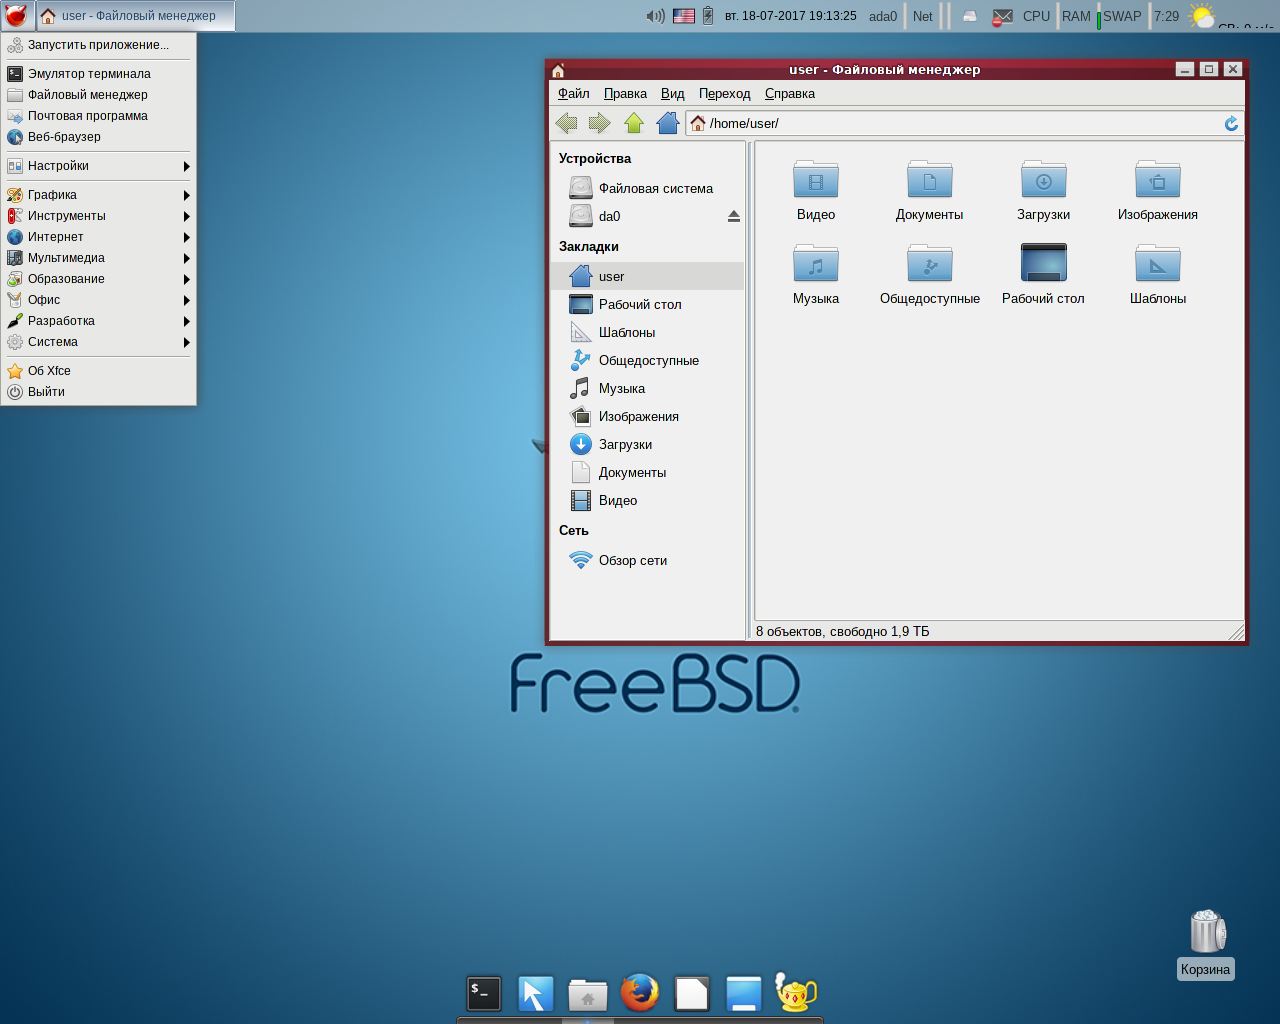 user - Файловый менеджер
вт. 18-07-2017 19:13:25
ada0
Net
CPU
RAM
SWAP
7:29
Запустить приложение...
Эмулятор терминала
Файловый менеджер
Почтовая программа
Веб-браузер
Настройки
Графика
Инструменты
Интернет
Мультимедиа
Образование
Офис
Разработка
Система
Об Xfce
Выйти
user - Файловый менеджер
Файл Правка Вид Переход Справка
/home/user/
Устройства
Файловая система
da0
Закладки
user
Рабочий стол
Шаблоны
Общедоступные
Музыка
Изображения
Загрузки
Документы
Видео
Сеть
Обзор сети
Видео
Документы
Загрузки
Изображения
Музыка
Общедоступные
Рабочий стол
Шаблоны
8 объектов, свободно 1,9 ТБ
FreeBSD®
Корзина
$_